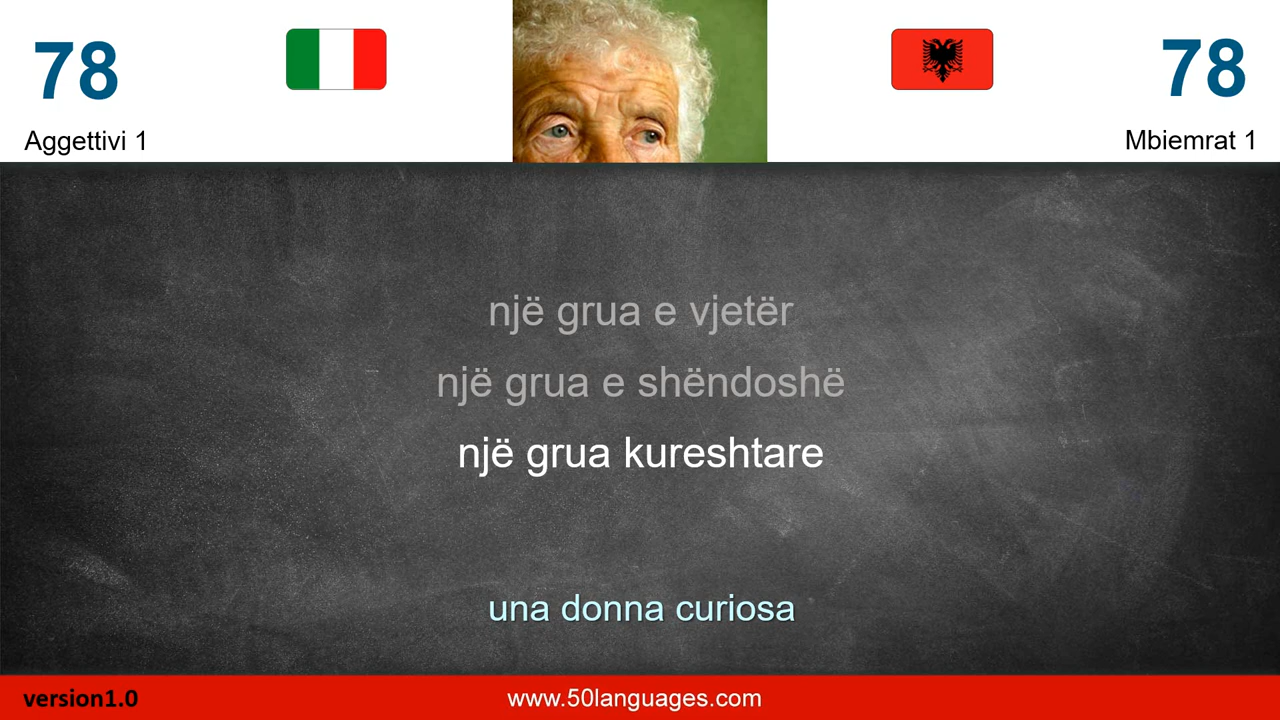 78
78
Aggettivi 1
Mbiemrat 1
një grua e vjetër
një grua e shëndoshë
një grua kureshtare
una donna curiosa
version1.0
www.50languages.com